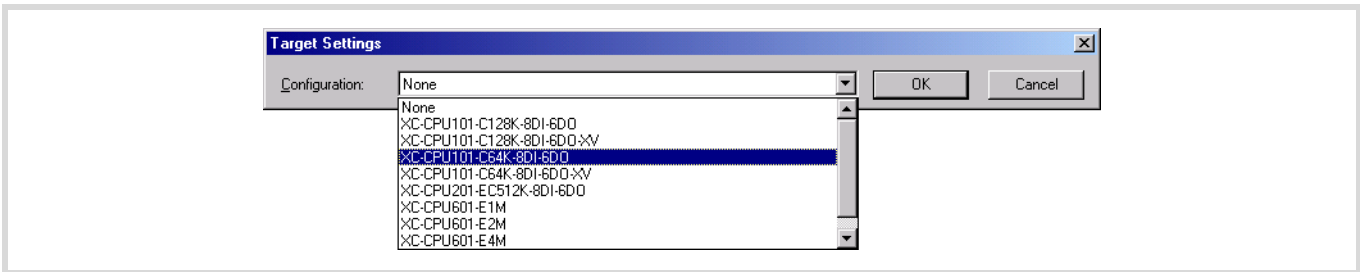 Target Settings
Configuration: None OK Cancel
None
XC-CPU101-C128K-8DI-6DO
XC-CPU101-C128K-8DI-6DO-XV
XC-CPU101-C64K-8DI-6DO
XC-CPU101-C64K-8DI-6DO-XV
XC-CPU201-EC512K-8DI-6DO
XC-CPU601-E1M
XC-CPU601-E2M
XC-CPU601-E4M